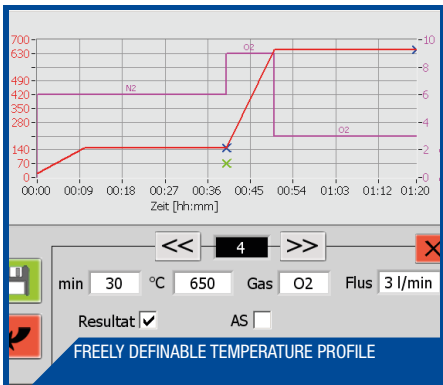 700
630
490
420
350
280
140
70
0
10
8
6
4
2
0
N2
O2
O2
00:00 00:09 00:18 00:27 00:36 00:45 00:54 01:03 01:12 01:20
Zeit [hh:mm]
<< 4 >>
min 30 °C 650 Gas O2 Flus 3 l/min
Resultat AS
FREELY DEFINABLE TEMPERATURE PROFILE